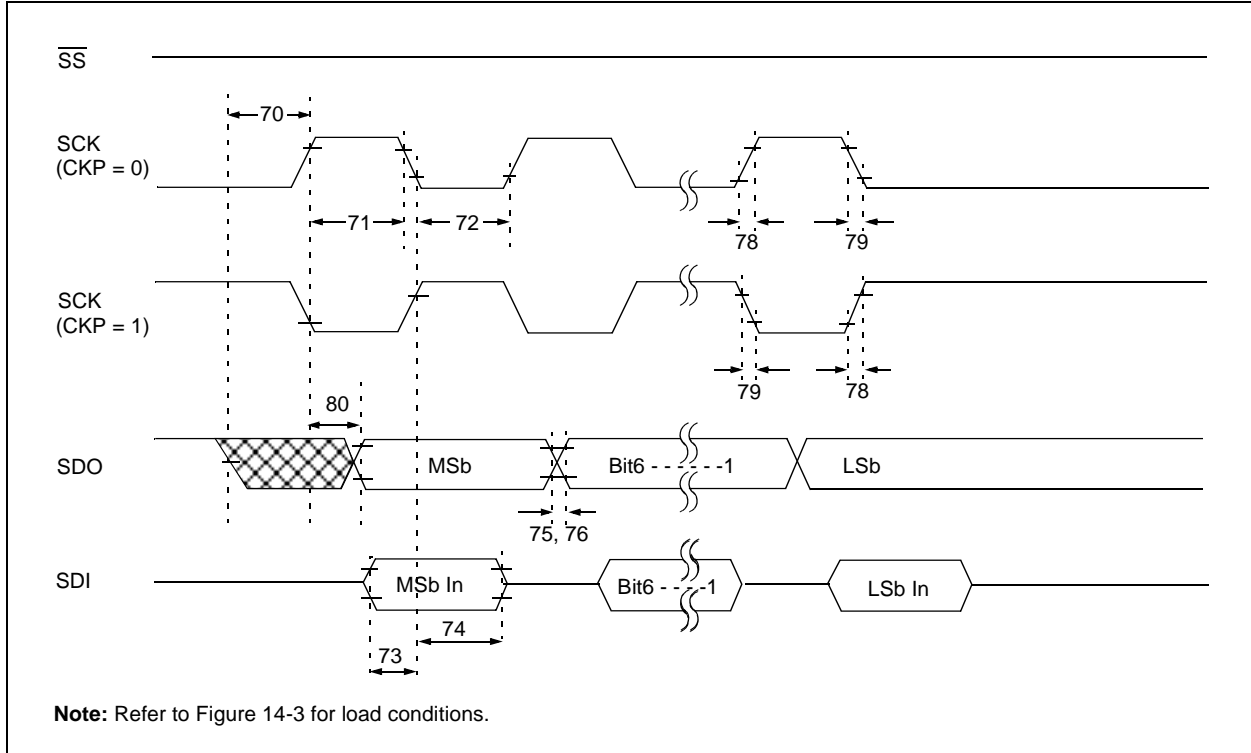 SS
70
SCK
(CKP = 0)
71
72
78
79
SCK
(CKP = 1)
79
78
80
SDO
MSb
Bit6 - - - - - -1
LSb
75, 76
SDI
MSb In
Bit6 - - - -1
LSb In
74
73
Note: Refer to Figure 14-3 for load conditions.